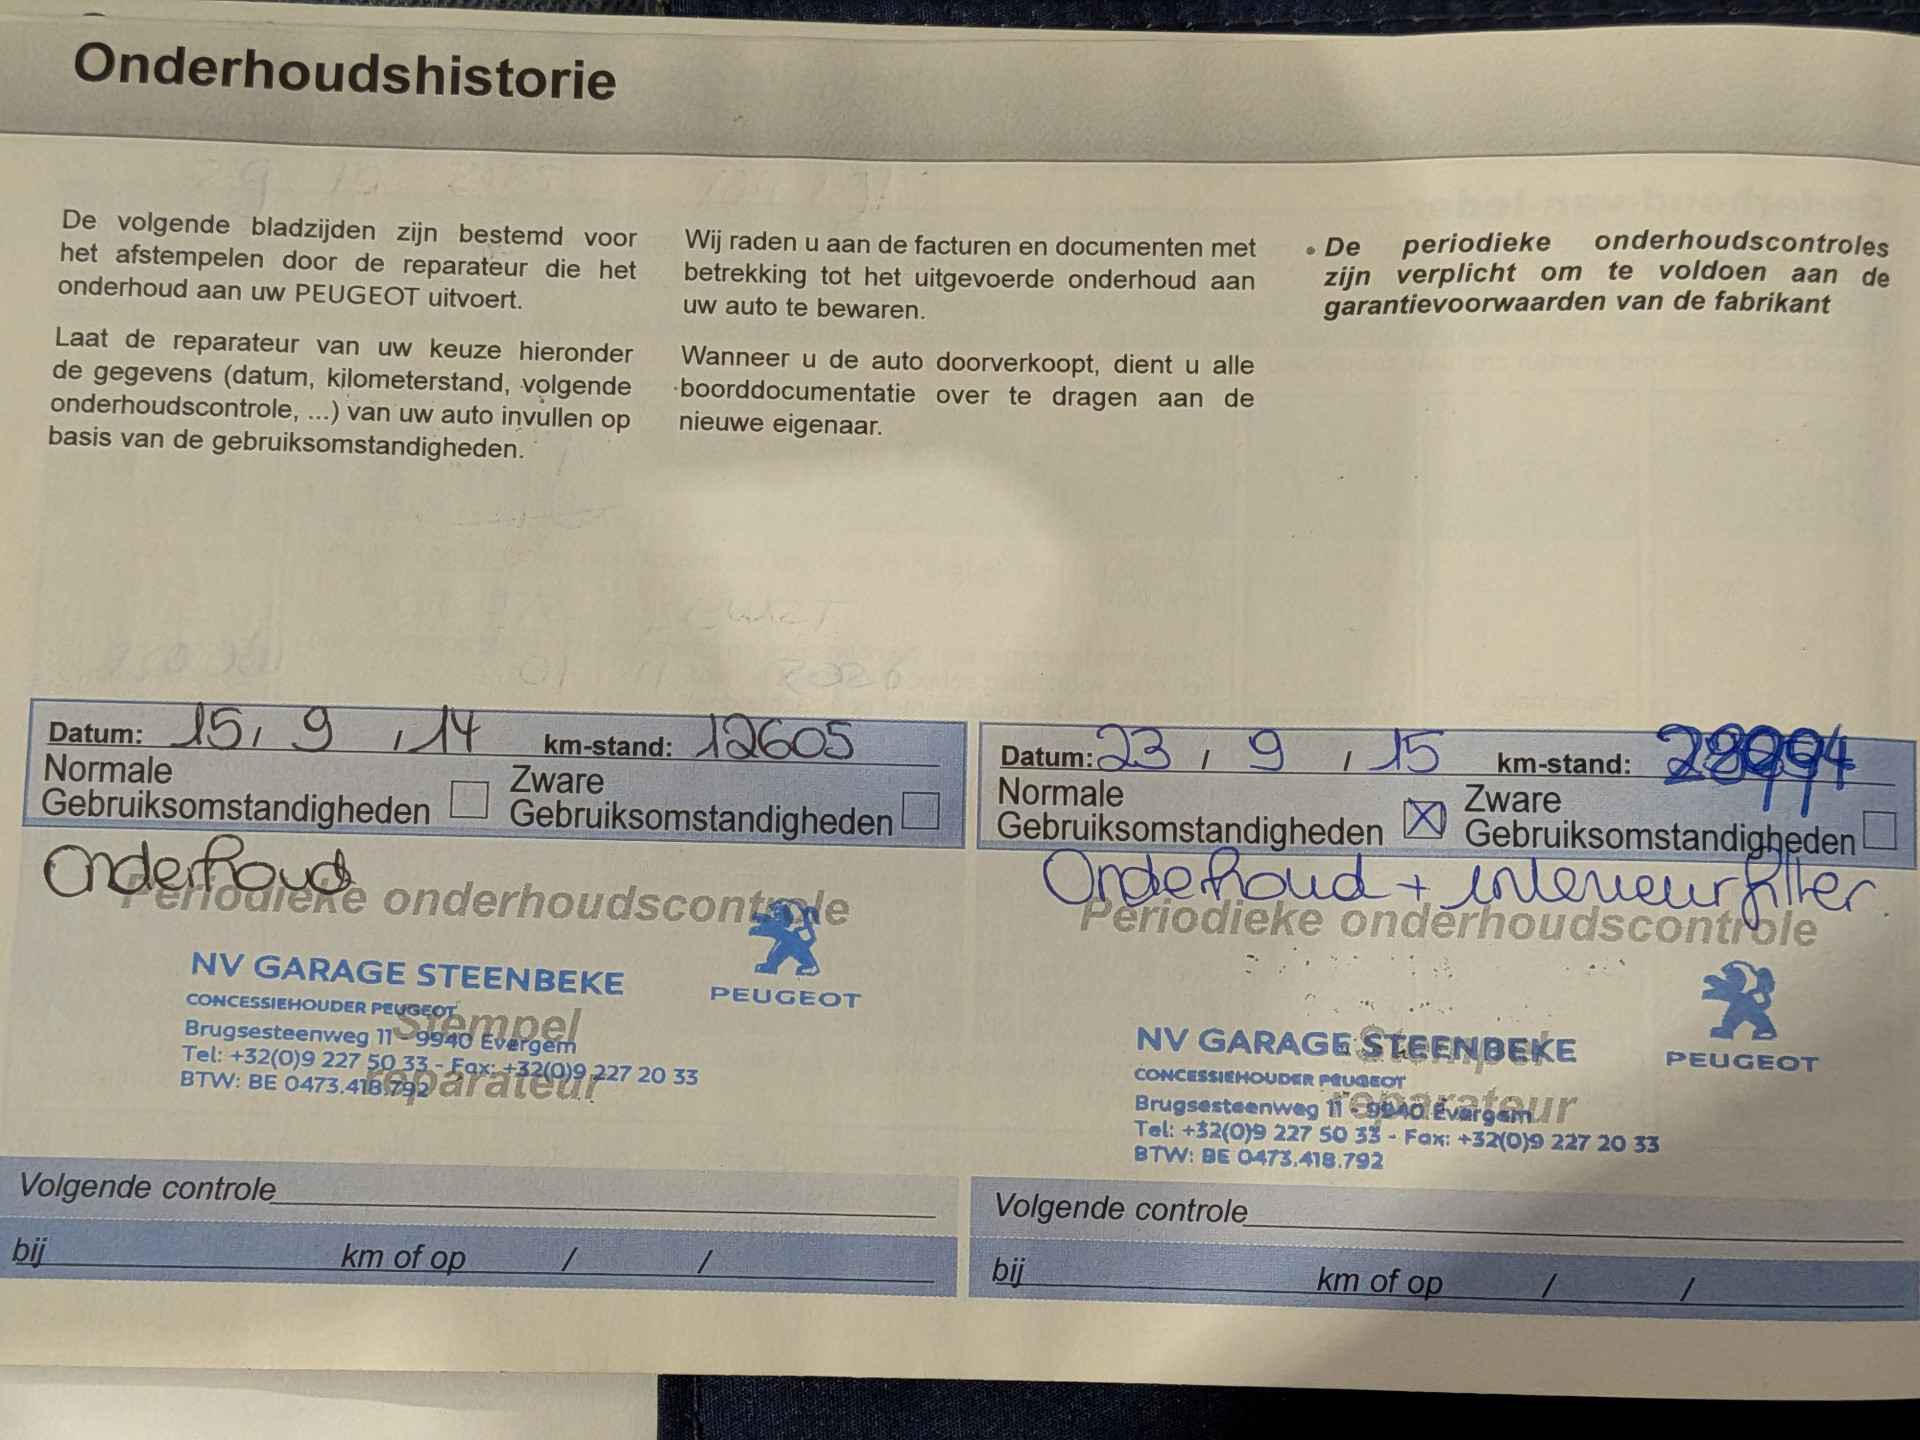 Onderhoudshistorie
De volgende bladzijden zijn bestemd voor
het afstempelen door de reparateur die het
onderhoud aan uw PEUGEOT uitvoert.
Laat de reparateur van uw keuze hieronder
de gegevens (datum, kilometerstand, volgende
onderhoudscontrole, ...) van uw auto invullen op
basis van de gebruiksomstandigheden.
Wij raden u aan de facturen en documenten met
betrekking tot het uitgevoerde onderhoud aan
uw auto te bewaren.
Wanneer u de auto doorverkoopt, dient u alle
boorddocumentatie over te dragen aan de
nieuwe eigenaar.
• De periodieke onderhoudscontroles
zijn verplicht om te voldoen aan de
garantievoorwaarden van de fabrikant
Datum: 15 / 9 / 14 km-stand: 12605
Normale
Gebruiksomstandigheden
Zware
Gebruiksomstandigheden
Onderhoud
Periodieke onderhoudscontrole
PEUGEOT
NV GARAGE STEENBEKE
CONCESSIEHOUDER PEUGEOT
Stempel
Brugsesteenweg 11 - 9940 Evergem
Tel: +32(0)9 227 50 33 - Fax: +32(0)9 227 20 33
BTW: BE 0473.418.792
reparateur
Volgende controle
bij km of op / /
Datum: 23 / 9 / 15 km-stand:
Normale
Gebruiksomstandigheden
Zware
Gebruiksomstandigheden
Onderhoud + interieurfilter
Periodieke onderhoudscontrole
PEUGEOT
NV GARAGE STEENBEKE
Stempel
CONCESSIEHOUDER PEUGEOT
Brugsesteenweg 11 - 9940 Evergem
reparateur
Tel: +32(0)9 227 50 33 - Fax: +32(0)9 227 20 33
BTW: BE 0473.418.792
Volgende controle
bij km of op / /